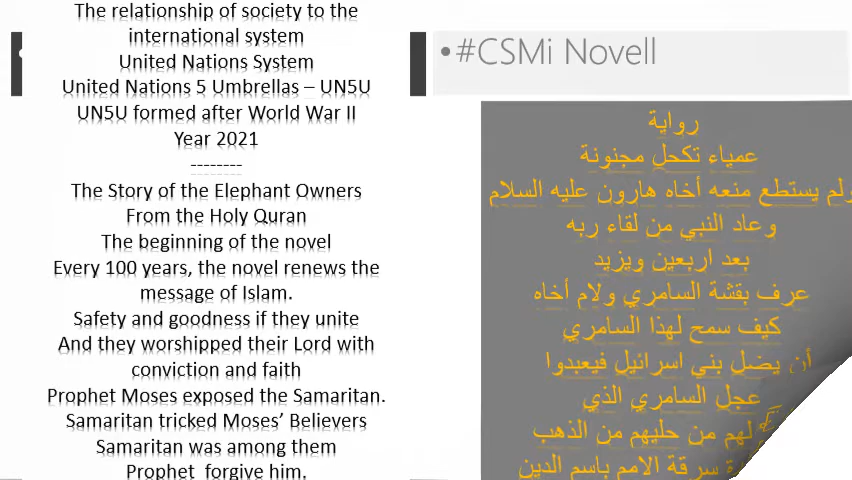 The relationship of society to the
international system
United Nations System
United Nations 5 Umbrellas – UN5U
UN5U formed after World War II
Year 2021
--------
The Story of the Elephant Owners
From the Holy Quran
The beginning of the novel
Every 100 years, the novel renews the
message of Islam.
Safety and goodness if they unite
And they worshipped their Lord with
conviction and faith
Prophet Moses exposed the Samaritan.
Samaritan tricked Moses’ Believers
Samaritan was among them
Prophet forgive him.
•#CSMi Novell
رواية
عمياء تكحل مجنونة
ولم يستطع منعه أخاه هارون عليه السلام
وعاد النبي من لقاء ربه
بعد اربعين ويزيد
عرف بقشة السامري ولام أخاه
كيف سمح لهذا السامري
أن يضل بني اسرائيل فيعبدوا
عجل السامري الذي
لهم من حليهم من الذهب
سرقة الامم باسم الدين